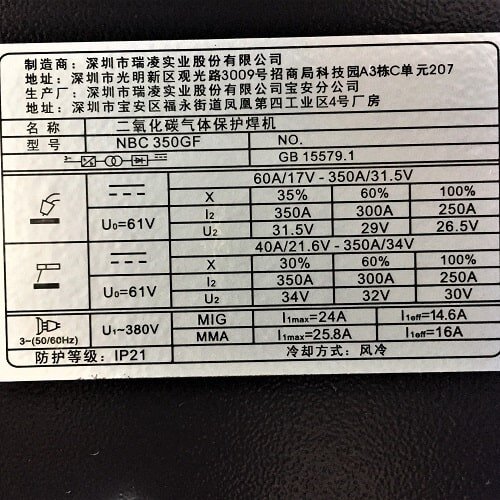 制造商：深圳市瑞凌实业股份有限公司
地址：深圳市光明新区观光路3009号招商局科技园A3栋C单元207
生产厂：深圳市瑞凌实业股份有限公司宝安分公司
地址：深圳市宝安区福永街道凤凰第四工业区4号厂房
名称 二氧化碳气体保护焊机
型号 NBC 350GF NO.
GB 15579.1
60A/17V - 350A/31.5V
X 35% 60% 100%
U₀=61V I₂ 350A 300A 250A
U₂ 31.5V 29V 26.5V
40A/21.6V - 350A/34V
X 30% 60% 100%
U₀=61V I₂ 350A 300A 250A
U₂ 34V 32V 30V
3~(50/60Hz) U₁~380V MIG I₁max=24A I₁eff=14.6A
MMA I₁max=25.8A I₁eff=16A
防护等级：IP21 冷却方式：风冷